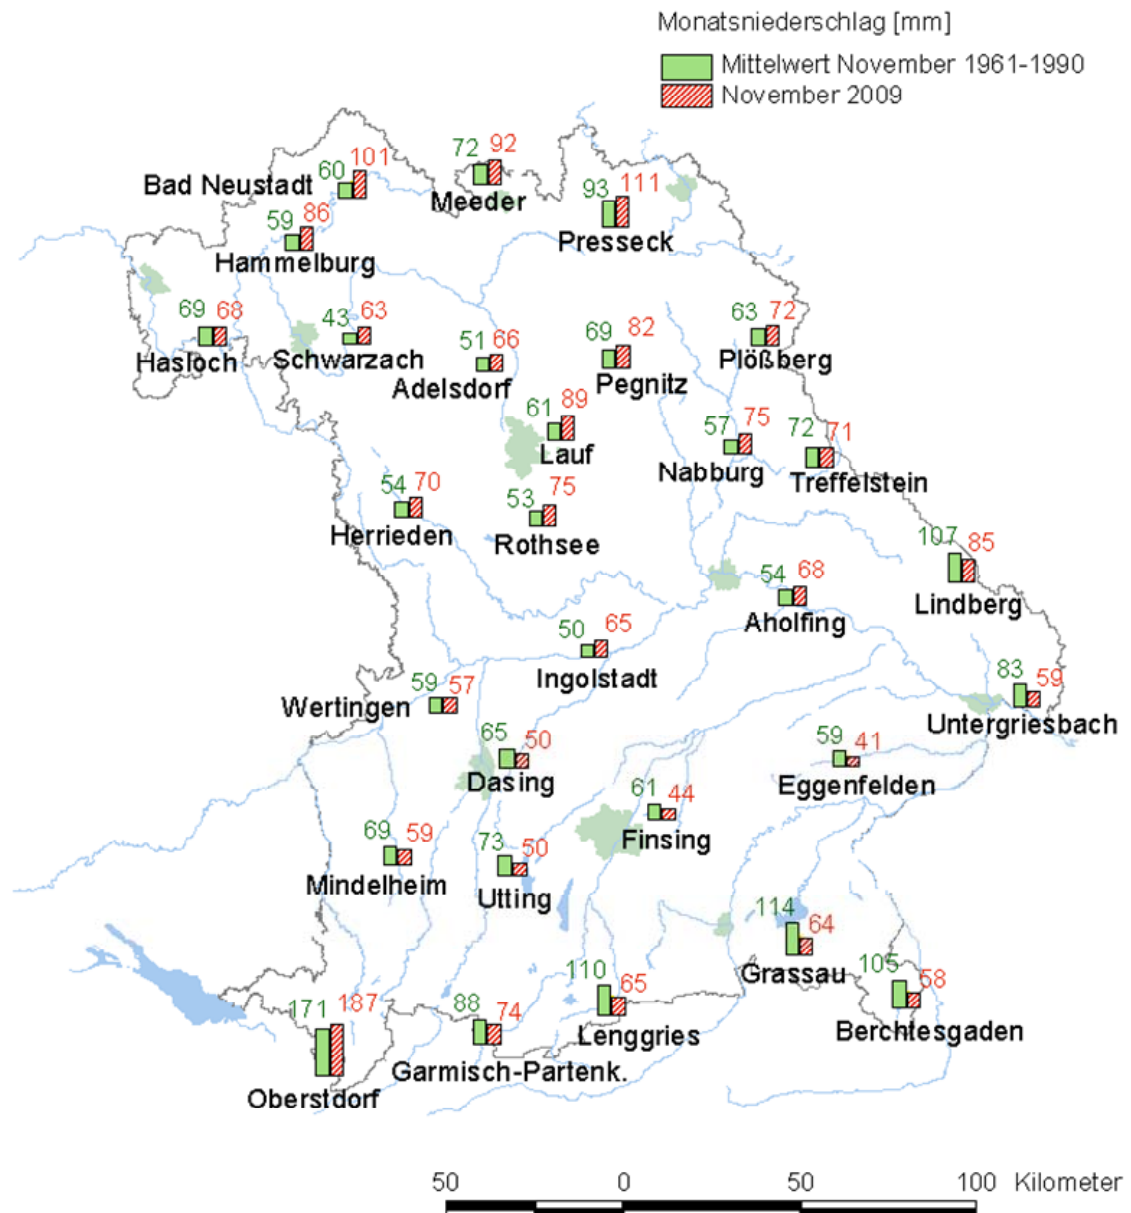 Monatsniederschlag [mm]
Mittelwert November 1961-1990
November 2009
60 101
Bad Neustadt
72 92
Meeder
93 111
Presseck
59 86
Hammelburg
69 68
Hasloch
43 63
Schwarzach
51 66
Adelsdorf
69 82
Pegnitz
63 72
Plößberg
61 89
Lauf
57 75
Nabburg
72 71
Treffelstein
54 70
Herrieden
53 75
Rothsee
107 85
Lindberg
54 68
Aholfing
50 65
Ingolstadt
59 57
Wertingen
83 59
Untergriesbach
65 50
Dasing
59 41
Eggenfelden
61 44
Finsing
69 59
Mindelheim
73 50
Utting
114 64
Grassau
105 58
Berchtesgaden
110 65
Lenggries
88 74
Garmisch-Partenk.
171 187
Oberstdorf
50 0 50 100 Kilometer